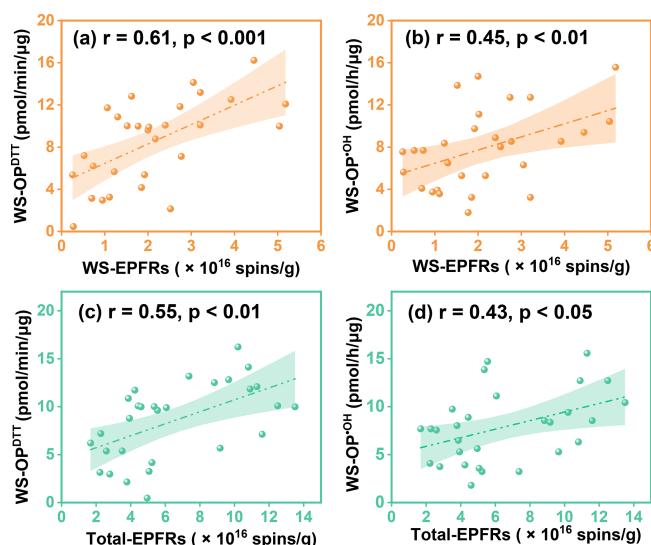 (a) r = 0.61, p < 0.001
WS-OP^DTT (pmol/min/μg)
20
16
12
8
4
0
0 1 2 3 4 5 6
WS-EPFRs ( × 10^16 spins/g)
(b) r = 0.45, p < 0.01
WS-OP^•OH (pmol/h/μg)
20
16
12
8
4
0
0 1 2 3 4 5 6
WS-EPFRs ( × 10^16 spins/g)
(c) r = 0.55, p < 0.01
WS-OP^DTT (pmol/min/μg)
20
15
10
5
0
0 2 4 6 8 10 12 14
Total-EPFRs ( × 10^16 spins/g)
(d) r = 0.43, p < 0.05
WS-OP^•OH (pmol/h/μg)
20
15
10
5
0
0 2 4 6 8 10 12 14
Total-EPFRs ( × 10^16 spins/g)